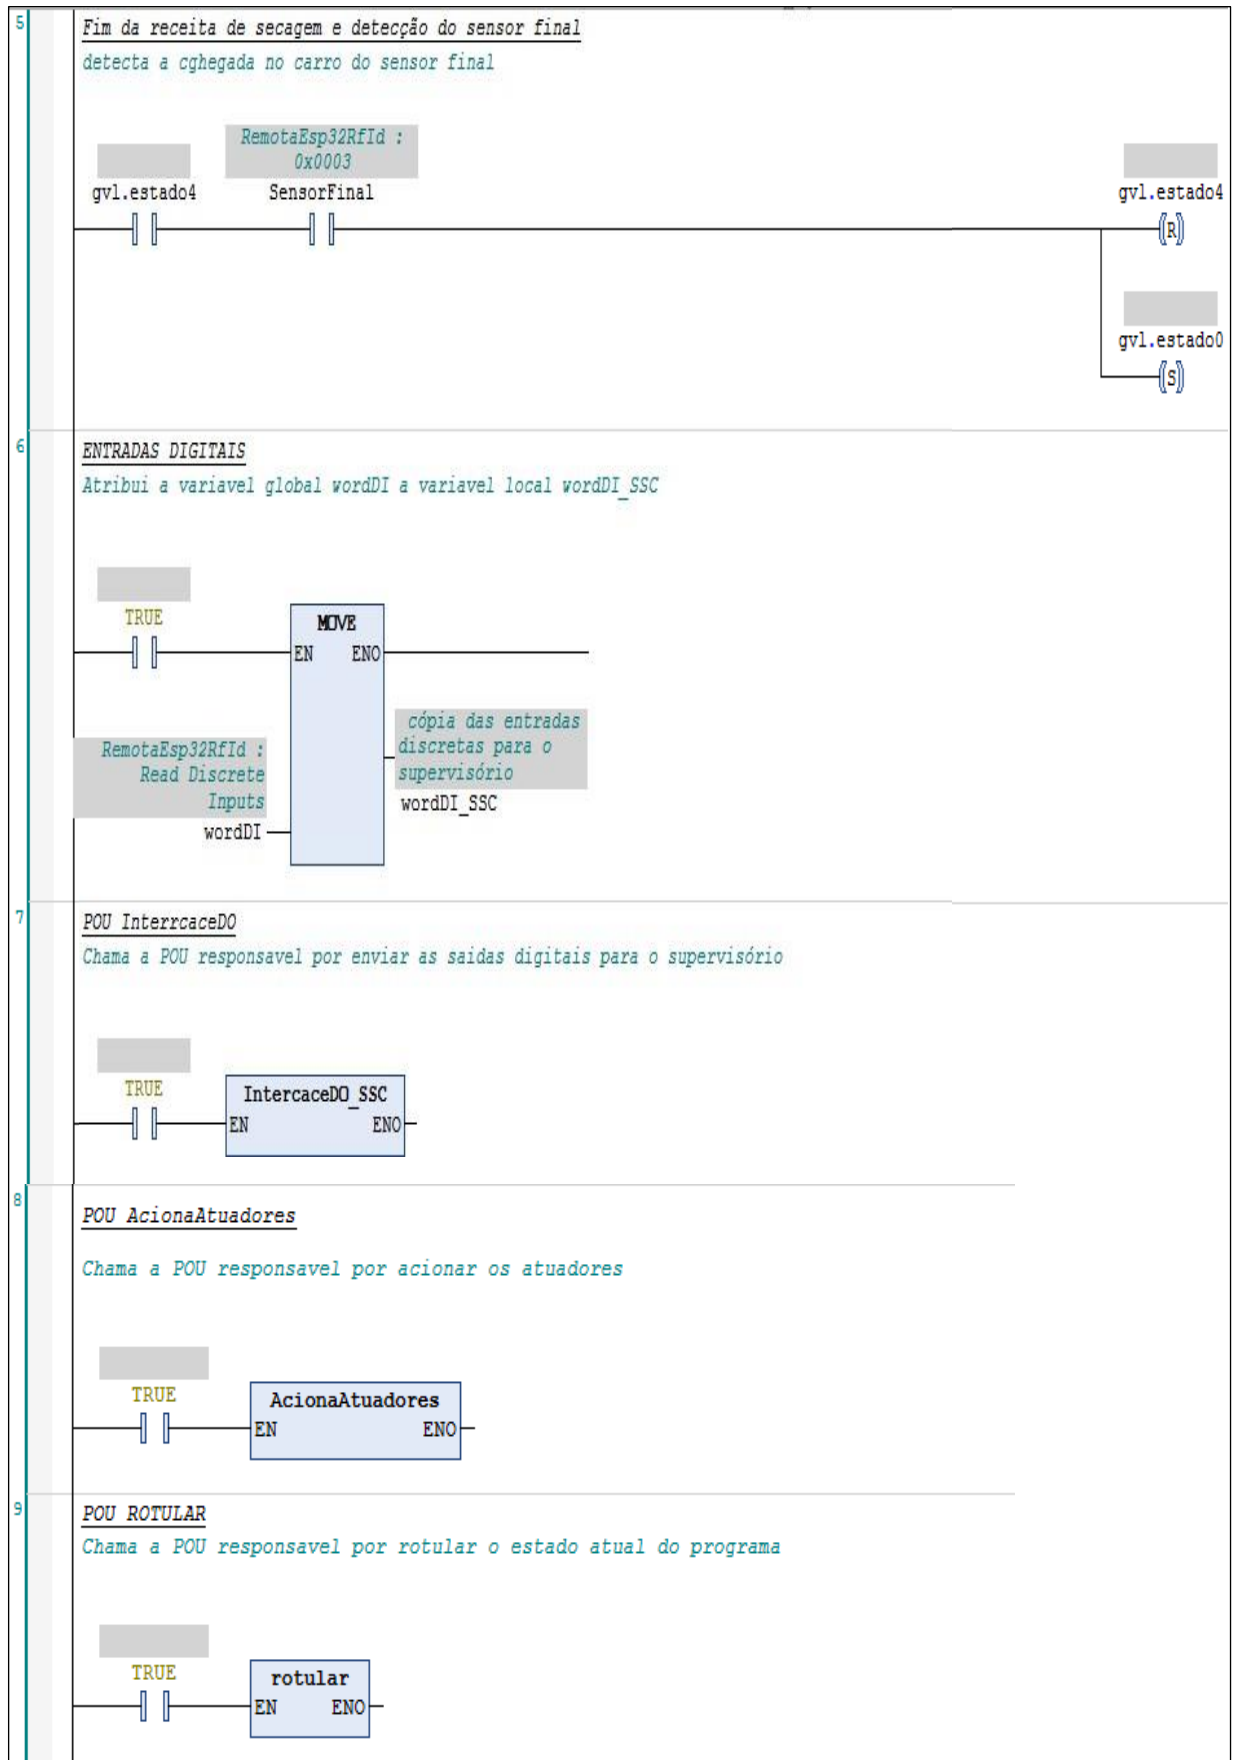 5
Fim da receita de secagem e detecção do sensor final
detecta a cghegada no carro do sensor final
RemotaEsp32RfId :
0x0003
gvl.estado4
SensorFinal
gvl.estado4
R
gvl.estado0
S
6
ENTRADAS DIGITAIS
Atribui a variavel global wordDI a variavel local wordDI_SSC
TRUE
MOVE
EN ENO
cópia das entradas
discretas para o
supervisório
wordDI_SSC
RemotaEsp32RfId :
Read Discrete
Inputs
wordDI
7
POU InterrcaceDO
Chama a POU responsavel por enviar as saidas digitais para o supervisório
TRUE
IntercaceDO_SSC
EN ENO
8
POU AcionaAtuadores
Chama a POU responsavel por acionar os atuadores
TRUE
AcionaAtuadores
EN ENO
9
POU ROTULAR
Chama a POU responsavel por rotular o estado atual do programa
TRUE
rotular
EN ENO